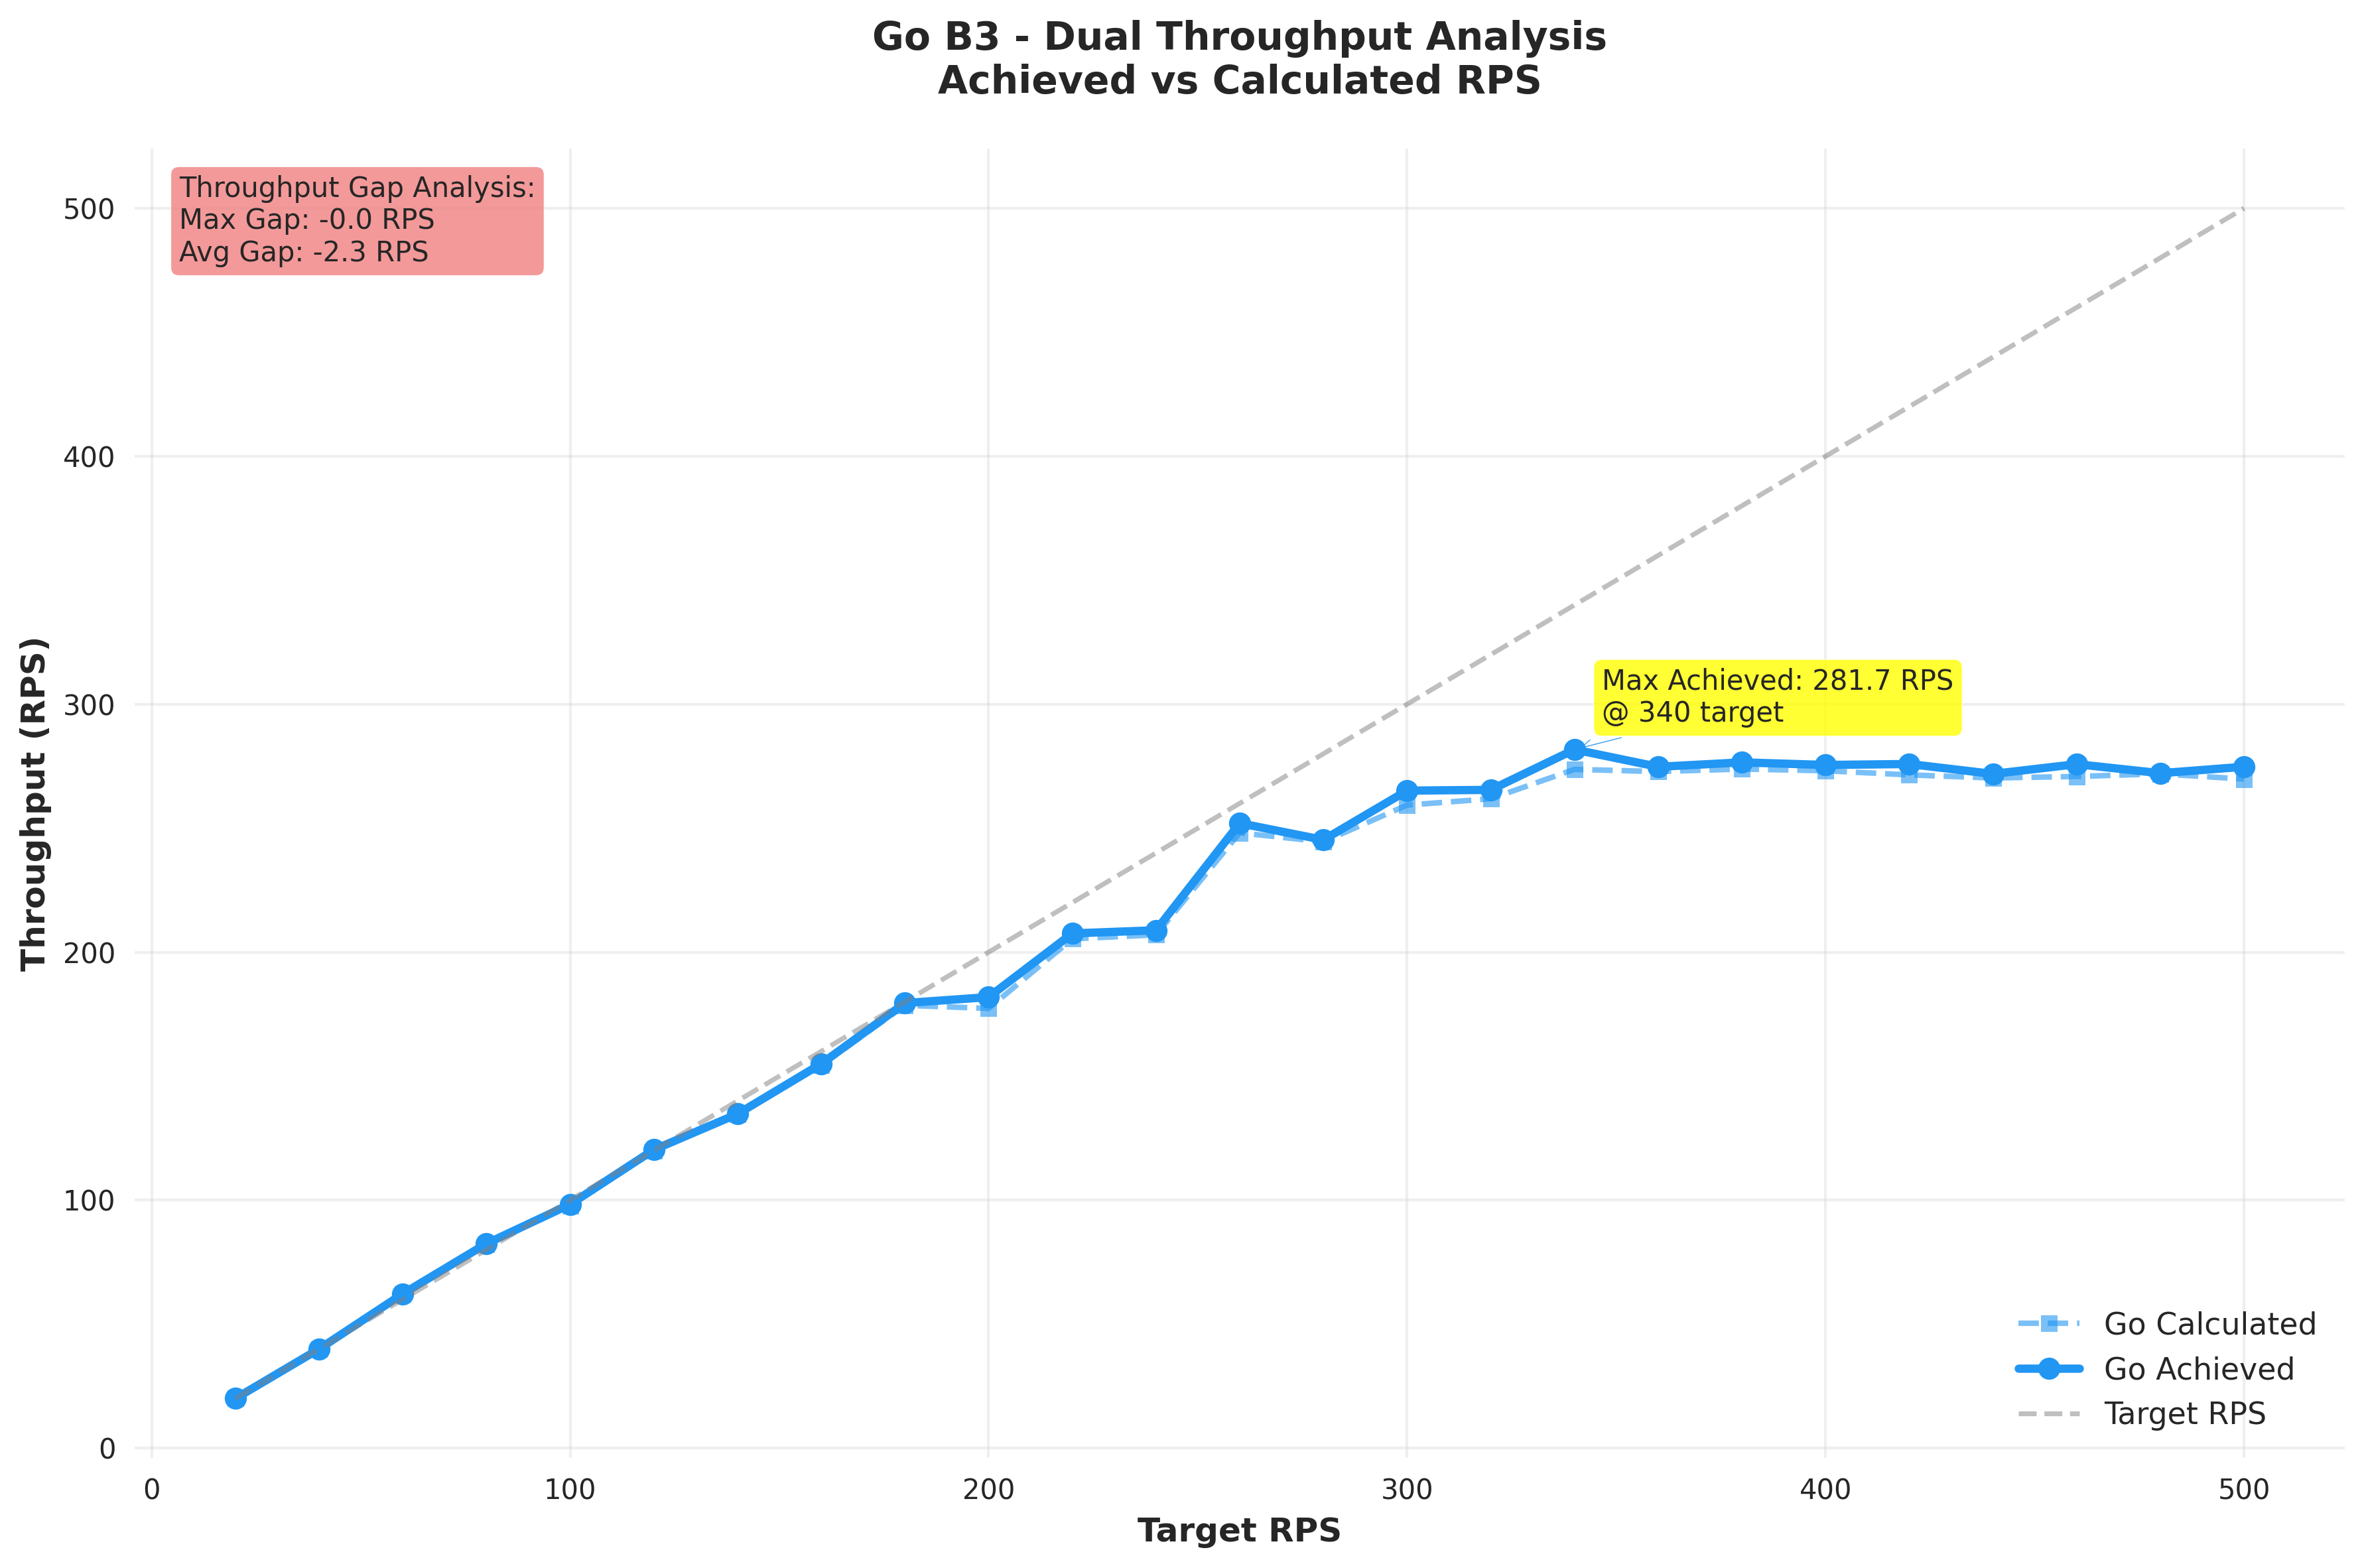 Go B3 - Dual Throughput Analysis
Achieved vs Calculated RPS
Throughput Gap Analysis:
Max Gap: -0.0 RPS
Avg Gap: -2.3 RPS
Max Achieved: 281.7 RPS
@ 340 target
Throughput (RPS)
500
400
300
200
100
0
0 100 200 300 400 500
Target RPS
Go Calculated
Go Achieved
Target RPS